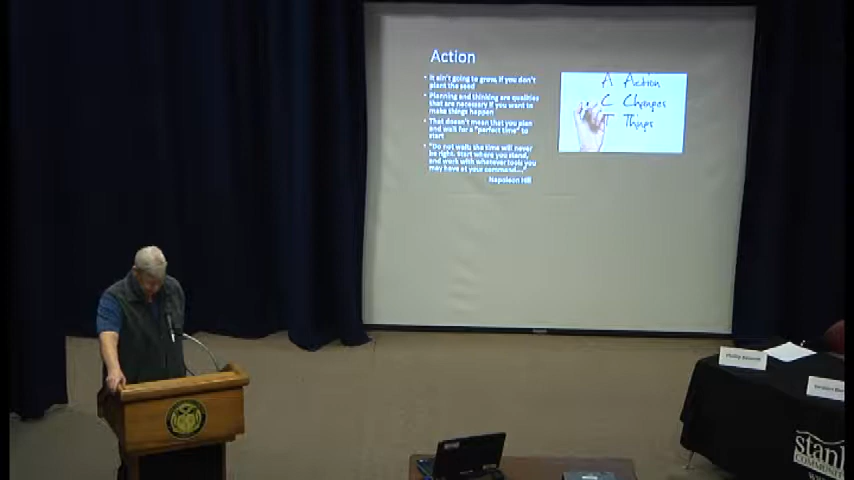 Action
• It ain't going to grow, if you don't
plant the seed
• Planning and thinking are qualities
that are necessary if you want to
make things happen
• That doesn't mean that you plan
and wait for a "perfect time" to
start
• "Do not wait: the time will never
be right. Start where you stand,
and work with whatever tools you
may have at your command...."
Napoleon Hill
A Action
C Changes
T Things
Phillip
stan
COMMUNI